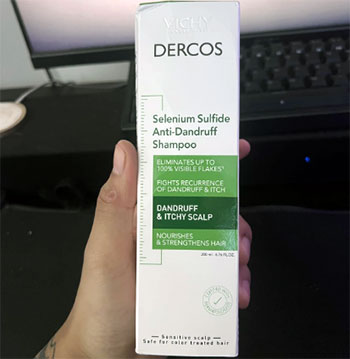 VICHY
DERCOS
Selenium Sulfide
Anti-Dandruff
Shampoo
ELIMINATES UP TO
100% VISIBLE FLAKES
FIGHTS RECURRENCE
OF DANDRUFF & ITCH
DANDRUFF
& ITCHY SCALP
NOURISHES
& STRENGTHENS HAIR
Sensitive scalp
Safe for color treated hair